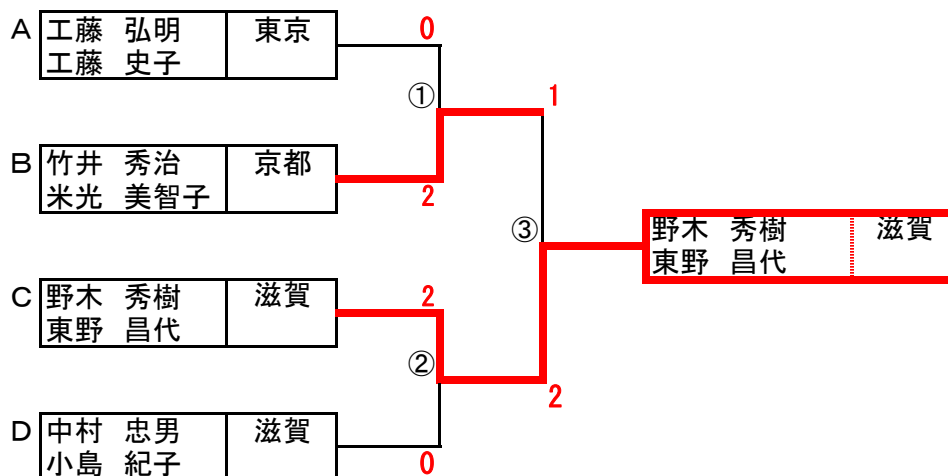 A 工藤 弘明 東京 0
工藤 史子
① 1
B 竹井 秀治 京都
米光 美智子 2
③ 野木 秀樹 滋賀
東野 昌代
C 野木 秀樹 滋賀 2
東野 昌代
② 2
D 中村 忠男 滋賀
小島 紀子 0